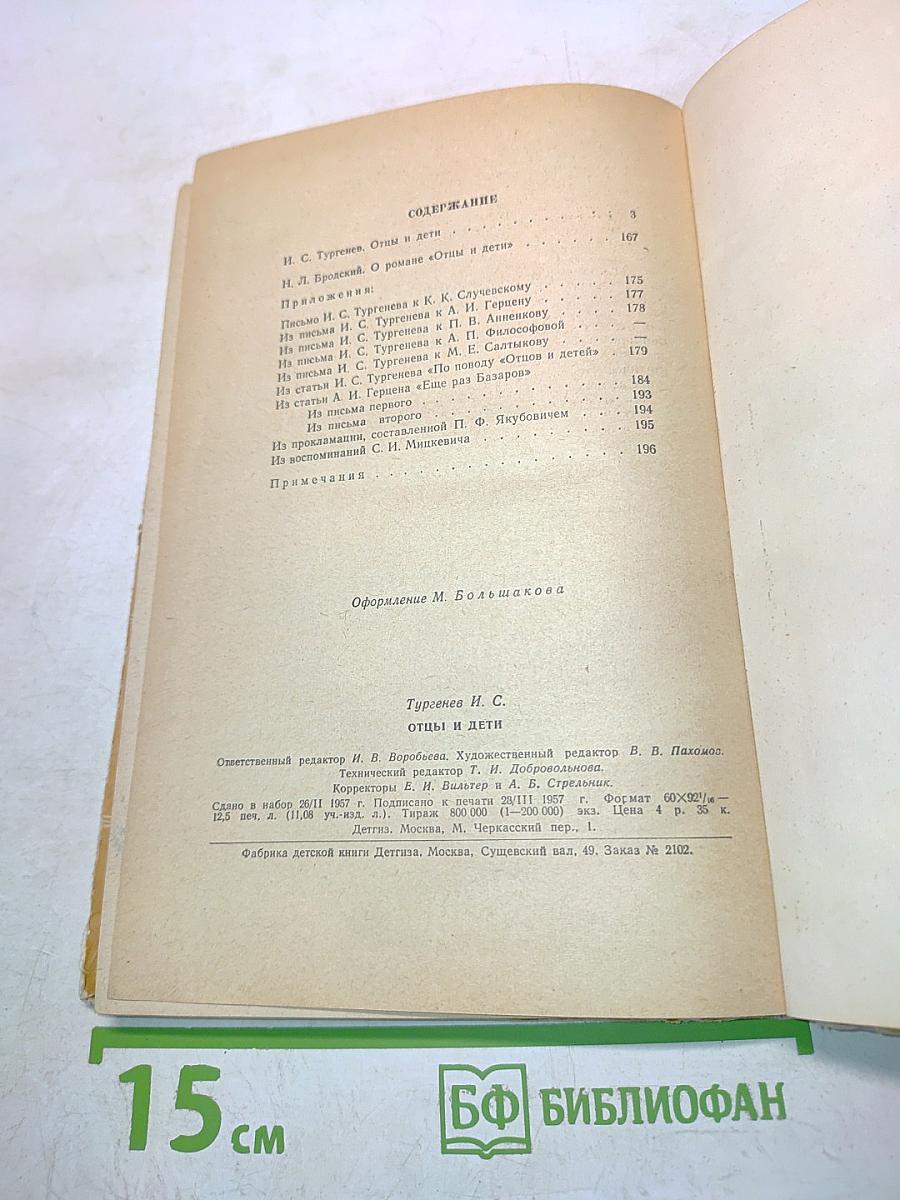 СОДЕРЖАНИЕ
И. С. Тургенев. Отцы и дети . . . . . . . . . . 3
Н. Л. Бродский. О романе «Отцы и дети» . . . . . . 167
Приложения:
Письмо И. С. Тургенева к К. К. Случевскому . . . . 175
Из письма И. С. Тургенева к А. И. Герцену . . . . 177
Из письма И. С. Тургенева к П. В. Анненкову . . . . 178
Из письма И. С. Тургенева к А. П. Философовой . . . —
Из письма И. С. Тургенева к М. Е. Салтыкову . . . . —
Из статьи И. С. Тургенева «По поводу «Отцов и детей» . 179
Из статьи А. И. Герцена «Еще раз Базаров»
Из письма первого . . . . . . . . . . 184
Из письма второго . . . . . . . . . . 193
Из прокламации, составленной П. Ф. Якубовичем . . . 194
Из воспоминаний С. И. Мицкевича . . . . . . . 195
Примечания . . . . . . . . . . . . . . 196
Оформление М. Большакова
Тургенев И. С.
ОТЦЫ И ДЕТИ
Ответственный редактор И. В. Воробьева. Художественный редактор В. В. Пахомов.
Технический редактор Т. И. Добровольнова.
Корректоры Е. И. Вильтер и А. Б. Стрельник.
Сдано в набор 26/II 1957 г. Подписано к печати 28/III 1957 г. Формат 60×92 1/16 —
12,5 печ. л. (11,08 уч.-изд. л.). Тираж 800 000 (1—200 000) экз. Цена 4 р. 35 к.
Детгиз. Москва, М. Черкасский пер., 1.
Фабрика детской книги Детгиза. Москва, Сущевский вал, 49. Заказ № 2102.
15 см
БФ БИБЛИОФАН